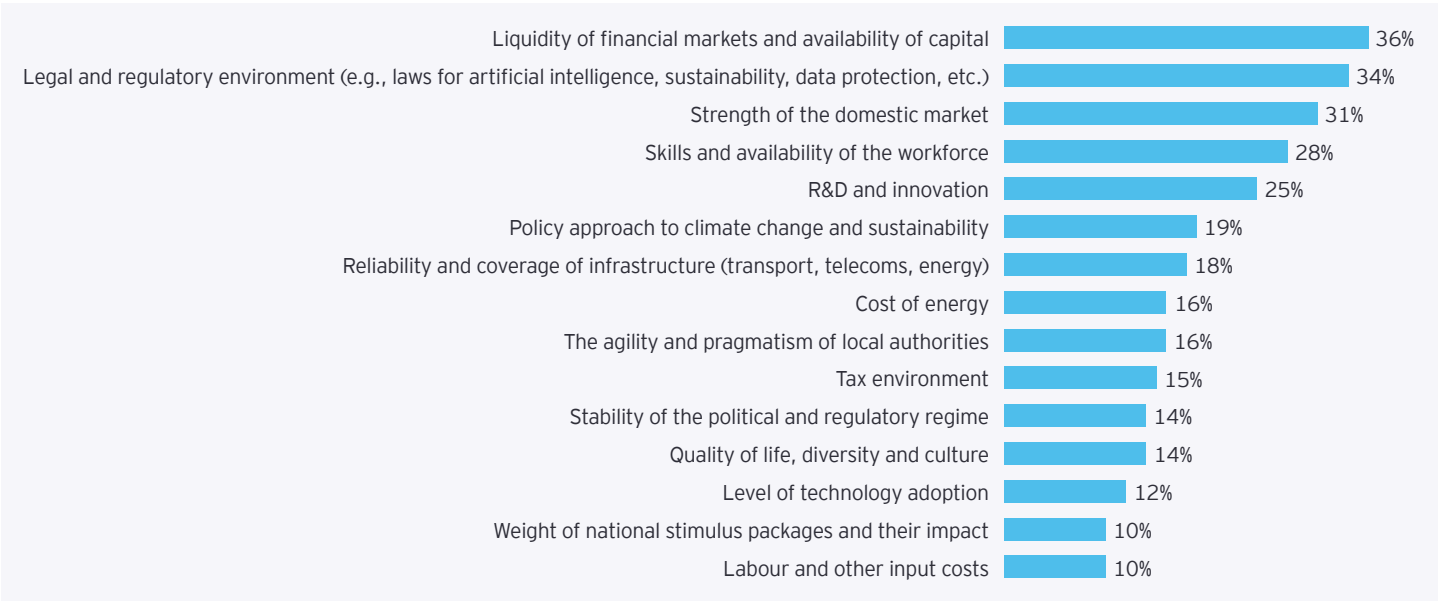 Liquidity of financial markets and availability of capital 36%
Legal and regulatory environment (e.g., laws for artificial intelligence, sustainability, data protection, etc.) 34%
Strength of the domestic market 31%
Skills and availability of the workforce 28%
R&D and innovation 25%
Policy approach to climate change and sustainability 19%
Reliability and coverage of infrastructure (transport, telecoms, energy) 18%
Cost of energy 16%
The agility and pragmatism of local authorities 16%
Tax environment 15%
Stability of the political and regulatory regime 14%
Quality of life, diversity and culture 14%
Level of technology adoption 12%
Weight of national stimulus packages and their impact 10%
Labour and other input costs 10%